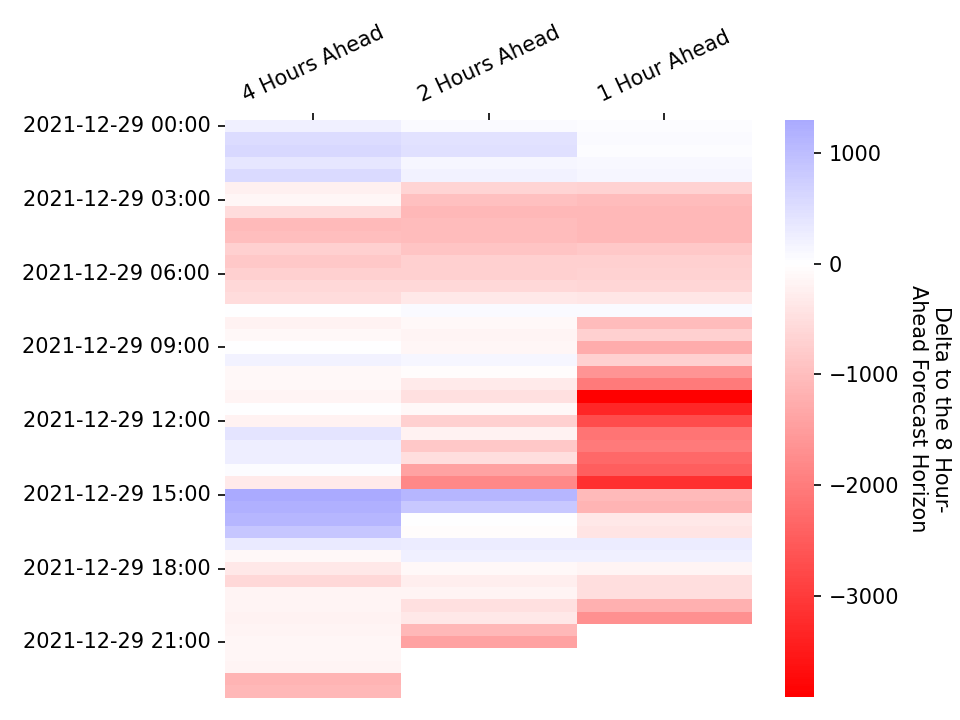 4 Hours Ahead
2 Hours Ahead
1 Hour Ahead
2021-12-29 00:00
2021-12-29 03:00
2021-12-29 06:00
2021-12-29 09:00
2021-12-29 12:00
2021-12-29 15:00
2021-12-29 18:00
2021-12-29 21:00
1000
0
−1000
−2000
−3000
Delta to the 8 Hour-
Ahead Forecast Horizon